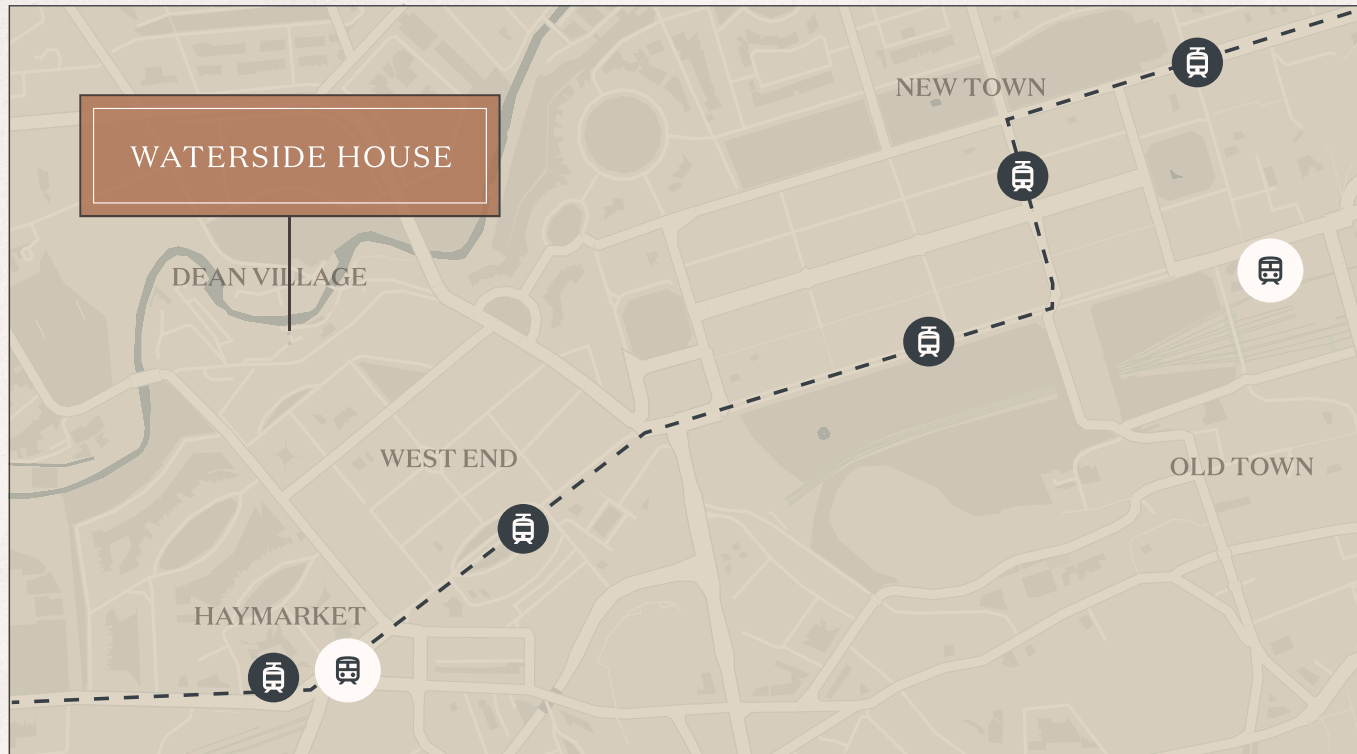 NEW TOWN
WATERSIDE HOUSE
DEAN VILLAGE
WEST END
OLD TOWN
HAYMARKET